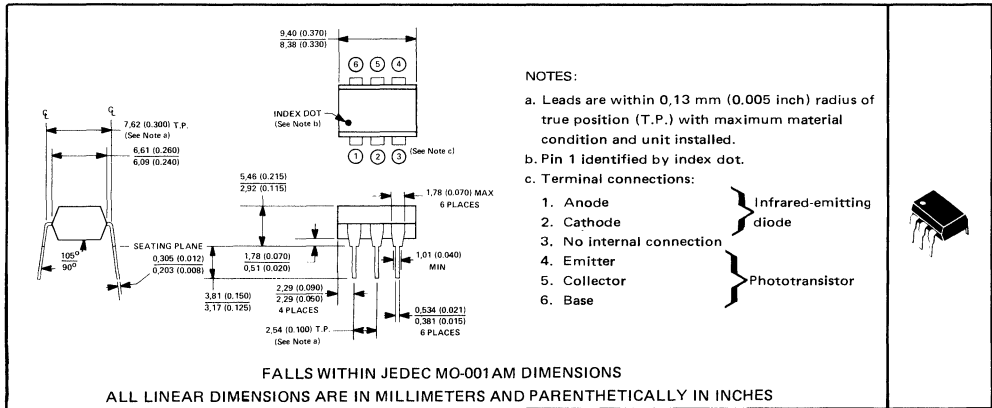 9,40 (0.370)
8,38 (0.330)
6 5 4
INDEX DOT
(See Note b)
1 2 3 (See Note c)
℄ ℄
7,62 (0.300) T.P.
(See Note a)
6,61 (0.260)
6,09 (0.240)
105°
90°
5,46 (0.215)
2,92 (0.115)
1,78 (0.070) MAX
6 PLACES
SEATING PLANE
0,305 (0.012)
0,203 (0.008)
1,78 (0.070)
0,51 (0.020)
1,01 (0.040)
MIN
3,81 (0.150)
3,17 (0.125)
2,29 (0.090)
2,29 (0.050)
4 PLACES
0,534 (0.021)
0,381 (0.015)
6 PLACES
2,54 (0.100) T.P.
(See Note a)
NOTES:
a. Leads are within 0,13 mm (0,005 inch) radius of
true position (T.P.) with maximum material
condition and unit installed.
b. Pin 1 identified by index dot.
c. Terminal connections:
1. Anode
2. Cathode
Infrared-emitting
diode
3. No internal connection
4. Emitter
5. Collector
6. Base
Phototransistor
FALLS WITHIN JEDEC MO-001AM DIMENSIONS
ALL LINEAR DIMENSIONS ARE IN MILLIMETERS AND PARENTHETICALLY IN INCHES